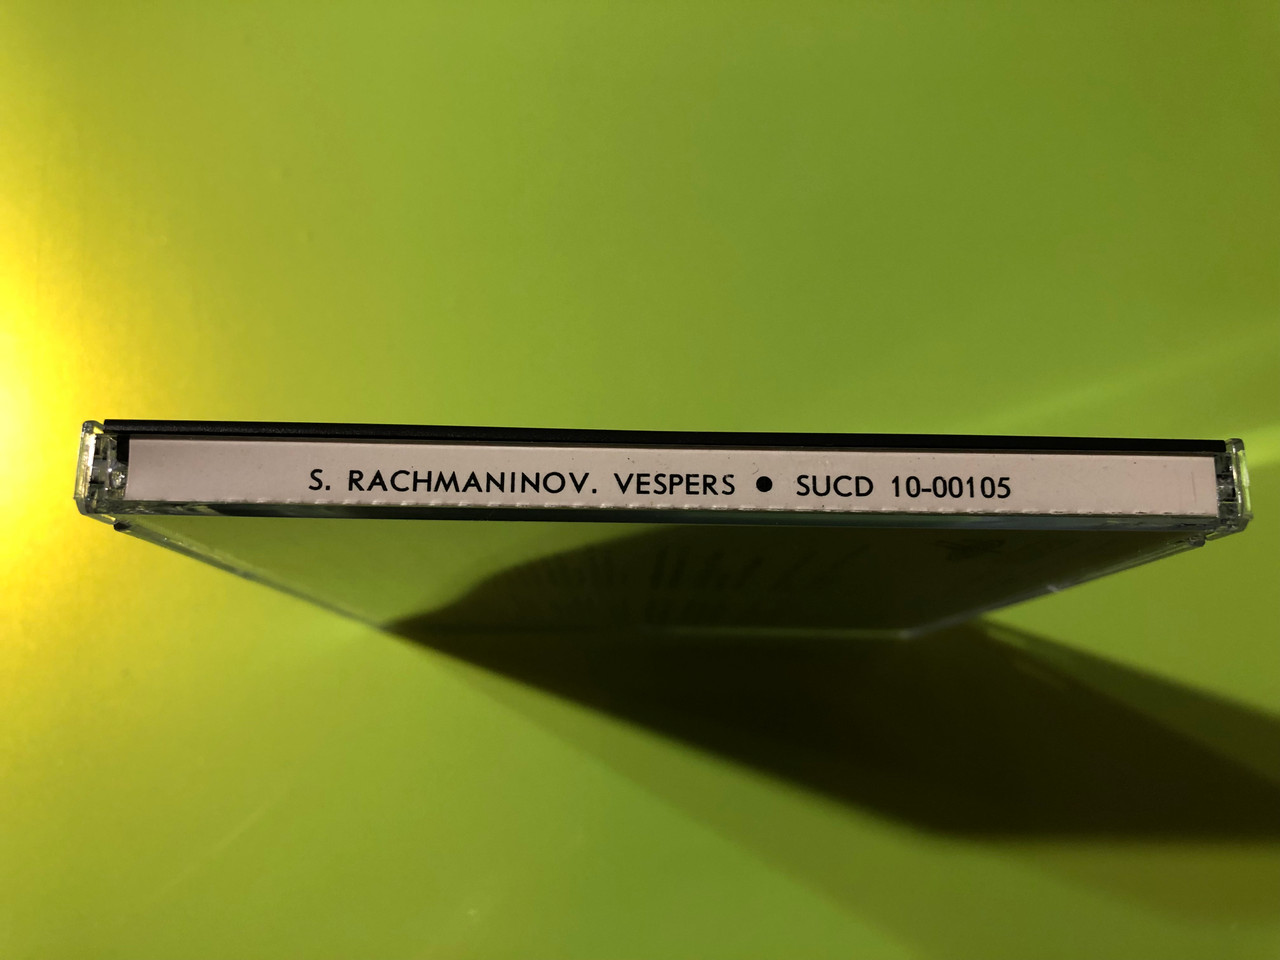 S. RACHMANINOV. VESPERS ● SUCD 10-00105